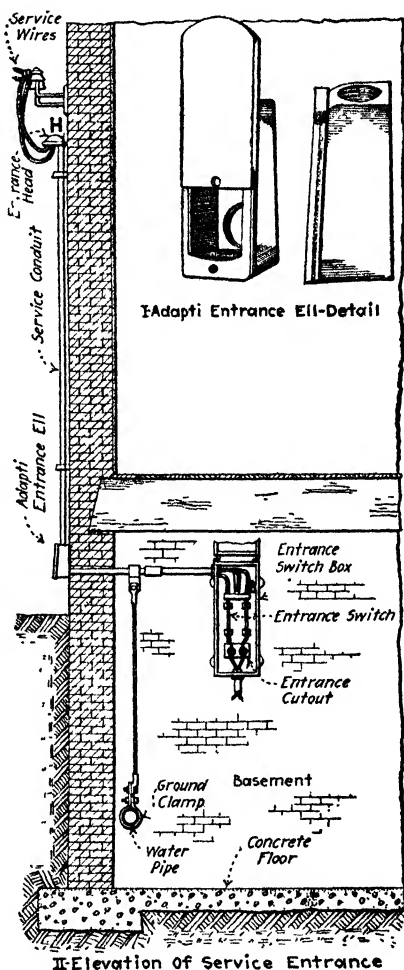 Service
Wires
H
Entrance-
Head
Service Conduit
Adapti
Entrance Ell
I-Adapti Entrance Ell-Detail
Entrance
Switch Box
Entrance Switch
Entrance
Cutout
Ground
Clamp
Basement
Water
Pipe
Concrete
Floor
II-Elevation Of Service Entrance